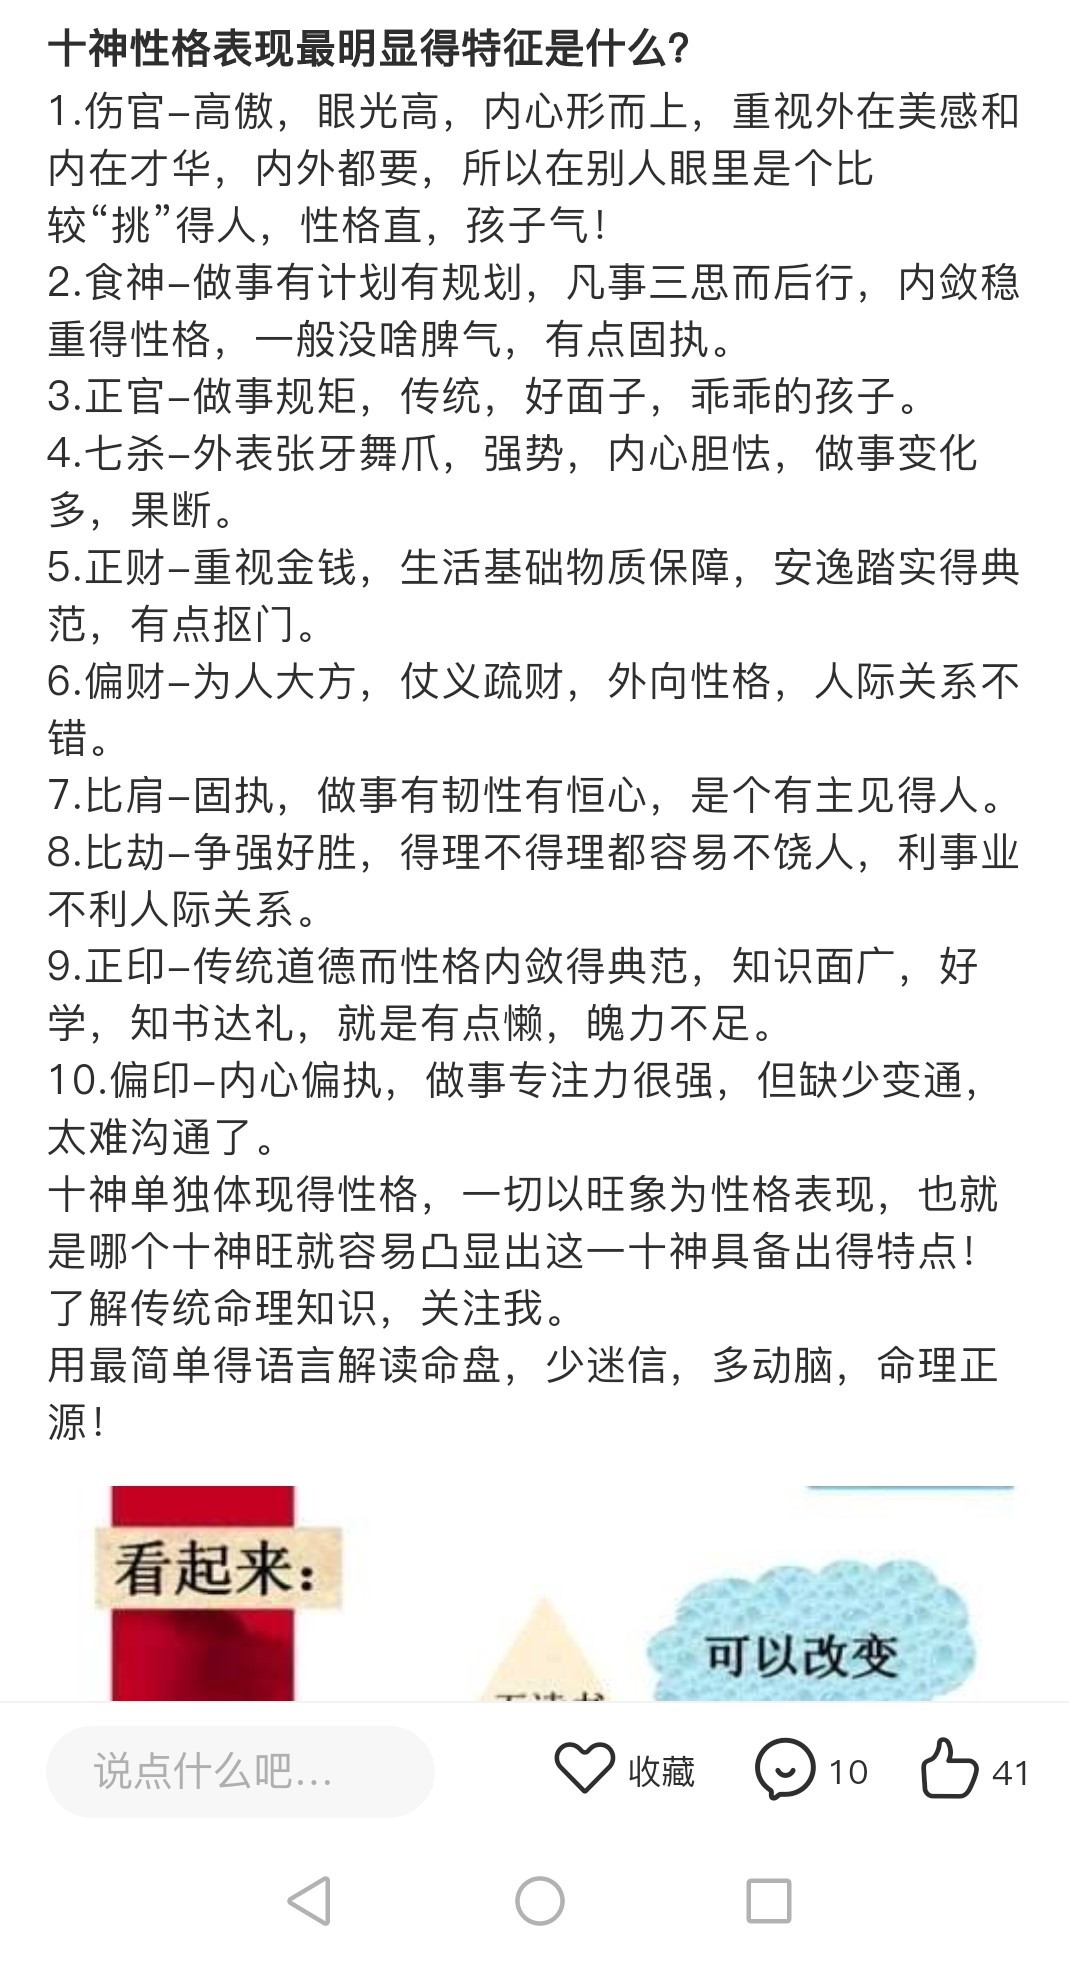 十神性格表现最明显得特征是什么？
1.伤官–高傲，眼光高，内心形而上，重视外在美感和
内在才华，内外都要，所以在别人眼里是个比
较“挑”得人，性格直，孩子气！
2.食神–做事有计划有规划，凡事三思而后行，内敛稳
重得性格，一般没啥脾气，有点固执。
3.正官–做事规矩，传统，好面子，乖乖的孩子。
4.七杀–外表张牙舞爪，强势，内心胆怯，做事变化
多，果断。
5.正财–重视金钱，生活基础物质保障，安逸踏实得典
范，有点抠门。
6.偏财–为人大方，仗义疏财，外向性格，人际关系不
错。
7.比肩–固执，做事有韧性有恒心，是个有主见得人。
8.比劫–争强好胜，得理不得理都容易不饶人，利事业
不利人际关系。
9.正印–传统道德而性格内敛得典范，知识面广，好
学，知书达礼，就是有点懒，魄力不足。
10.偏印–内心偏执，做事专注力很强，但缺少变通，
太难沟通了。
十神单独体现得性格，一切以旺象为性格表现，也就
是哪个十神旺就容易凸显出这一十神具备出得特点！
了解传统命理知识，关注我。
用最简单得语言解读命盘，少迷信，多动脑，命理正
源！
看起来：
可以改变
说点什么吧... 收藏 10 41